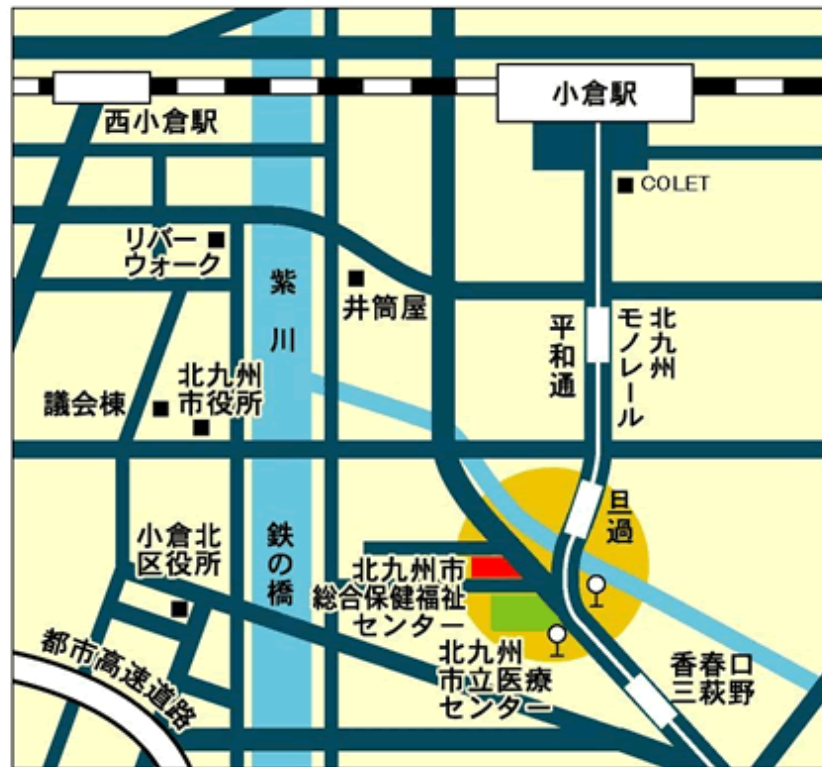 小倉駅
西小倉駅
COLET
リバー
ウォーク
紫川
井筒屋
平和通
北九州
モノレール
議会棟
北九州
市役所
旦過
小倉北
区役所
鉄の橋
北九州市
総合保健福祉
センター
北九州
市立医療
センター
香春口
三萩野
都市高速道路